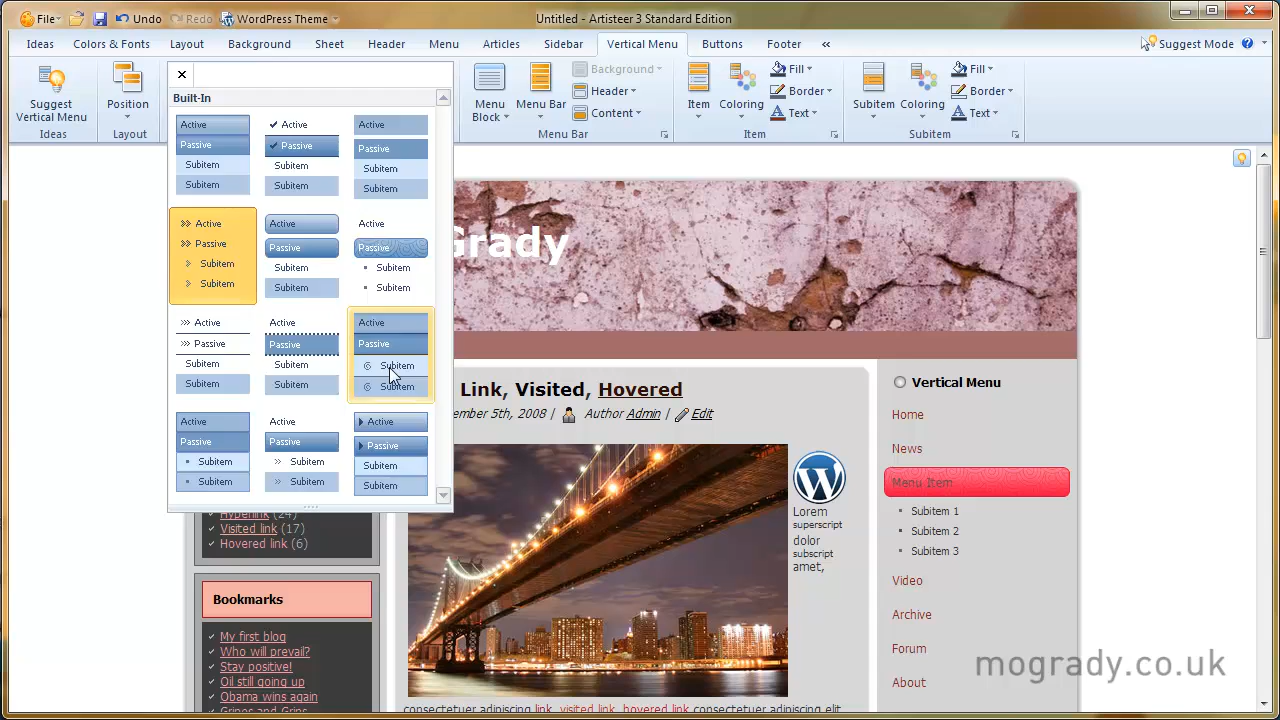 File Undo Redo WordPress Theme Untitled - Artisteer 3 Standard Edition
Ideas Colors & Fonts Layout Background Sheet Header Menu Articles Sidebar Vertical Menu Buttons Footer « Suggest Mode
Suggest Vertical Menu
Ideas
Position
Layout
Menu Block
Menu Bar
Background
Header
Content
Menu Bar
Item
Coloring
Fill
Border
Text
Item
Subitem
Coloring
Fill
Border
Text
Subitem
Built-In
Active Active Active
Passive Passive Passive
Subitem Subitem Subitem
Subitem Subitem Subitem
Active Active Active
Passive Passive Passive
Subitem Subitem Subitem
Subitem Subitem Subitem
Active Active Active
Passive Passive Passive
Subitem Subitem Subitem
Subitem Subitem Subitem
Active Active Active
Passive Passive Passive
Subitem Subitem Subitem
Subitem Subitem Subitem
Grady
Hyperlink (24)
Visited link (17)
Hovered link (6)
Bookmarks
My first blog
Who will prevail?
Stay positive!
Oil still going up
Obama wins again
Link, Visited, Hovered
ember 5th, 2008 | Author Admin | Edit
Lorem
superscript
dolor
subscript
amet,
consectetuer adipiscing link, visited link, hovered link consectetuer adipiscing elit
Vertical Menu
Home
News
Menu Item
Subitem 1
Subitem 2
Subitem 3
Video
Archive
Forum
About
mogrady.co.uk